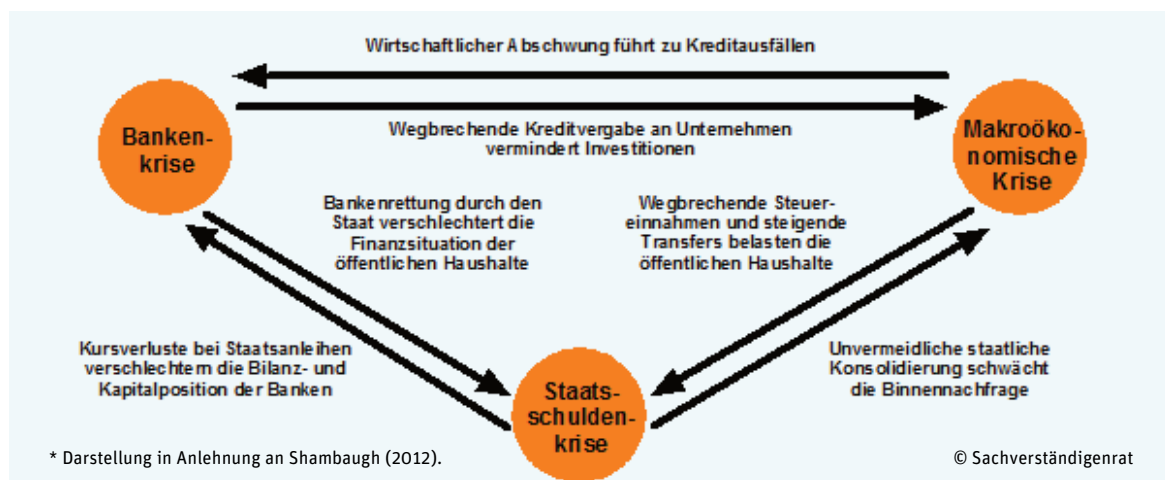 Wirtschaftlicher Abschwung führt zu Kreditausfällen
Wegbrechende Kreditvergabe an Unternehmen
vermindert Investitionen
Banken-
krise
Makroöko-
nomische
Krise
Bankenrettung durch den
Staat verschlechtert die
Finanzsituation der
öffentlichen Haushalte
Wegbrechende Steuer-
einnahmen und steigende
Transfers belasten die
öffentlichen Haushalte
Kursverluste bei Staatsanleihen
verschlechtern die Bilanz- und
Kapitalposition der Banken
Unvermeidliche staatliche
Konsolidierung schwächt
die Binnennachfrage
Staats-
schulden-
krise
* Darstellung in Anlehnung an Shambaugh (2012).
© Sachverständigenrat